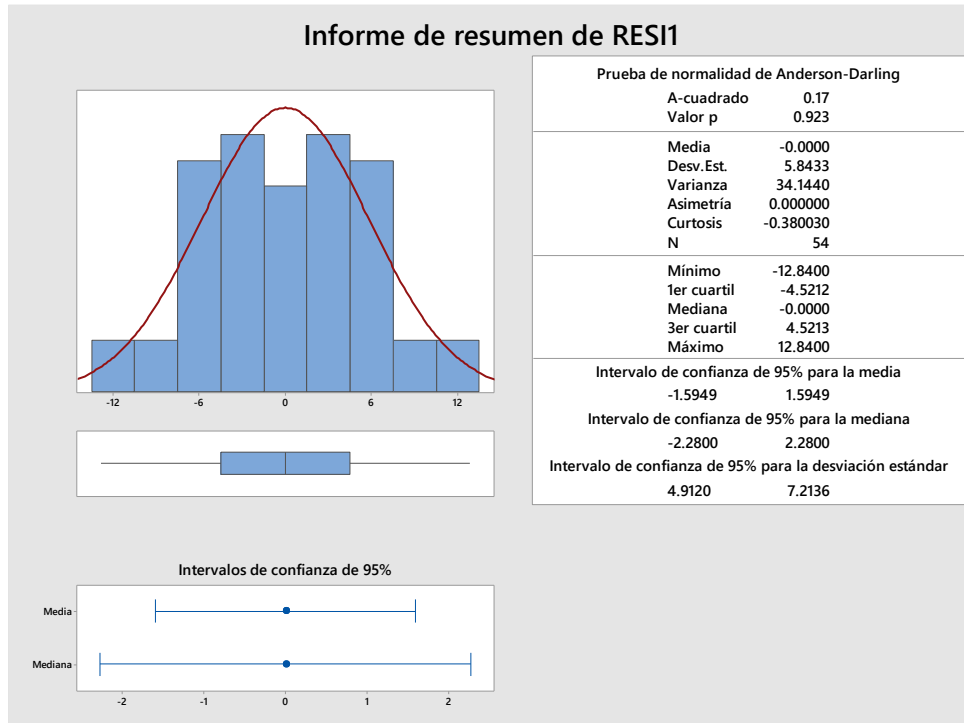 Informe de resumen de RESI1
-12 -6 0 6 12
Prueba de normalidad de Anderson-Darling
A-cuadrado 0.17
Valor p 0.923
Media -0.0000
Desv.Est. 5.8433
Varianza 34.1440
Asimetría 0.000000
Curtosis -0.380030
N 54
Mínimo -12.8400
1er cuartil -4.5212
Mediana -0.0000
3er cuartil 4.5213
Máximo 12.8400
Intervalo de confianza de 95% para la media
-1.5949 1.5949
Intervalo de confianza de 95% para la mediana
-2.2800 2.2800
Intervalo de confianza de 95% para la desviación estándar
4.9120 7.2136
Intervalos de confianza de 95%
Media
Mediana
-2 -1 0 1 2